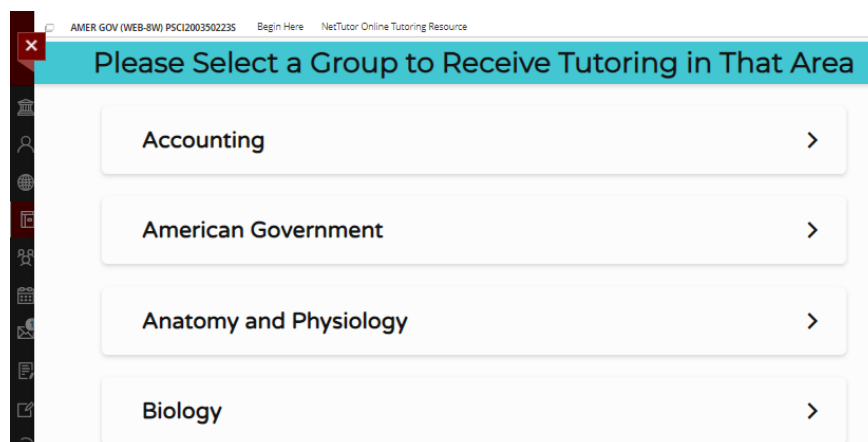 AMER GOV (WEB-8W) PSCI200350223S Begin Here NetTutor Online Tutoring Resource
Please Select a Group to Receive Tutoring in That Area
Accounting
American Government
Anatomy and Physiology
Biology